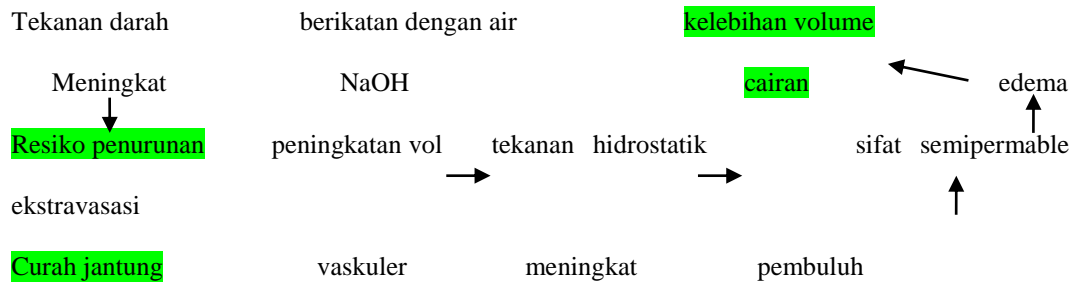 Tekanan darah berikatan dengan air kelebihan volume
Meningkat NaOH cairan edema
Resiko penurunan peningkatan vol tekanan hidrostatik sifat semipermable
ekstravasasi
Curah jantung vaskuler meningkat pembuluh